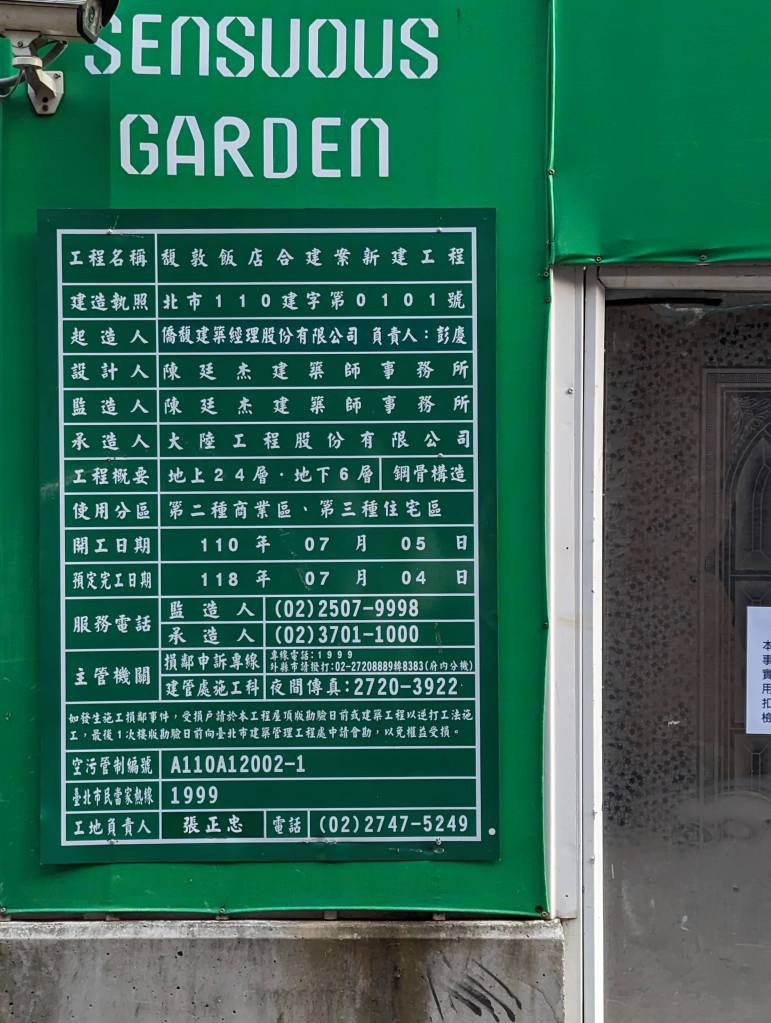 SENSUOUS
GARDEN
工程名稱 馥敦飯店合建案新建工程
建造執照 北市110建字第0101號
起造人 僑馥建築經理股份有限公司 負責人：彭慶
設計人 陳廷杰建築師事務所
監造人 陳廷杰建築師事務所
承造人 大陸工程股份有限公司
工程概要 地上24層·地下6層 鋼骨構造
使用分區 第二種商業區、第三種住宅區
開工日期 110 年 07 月 05 日
預定完工日期 118 年 07 月 04 日
服務電話 監造人 (02)2507-9998
承造人 (02)3701-1000
主管機關 損鄰申訴專線 專線電話:1999
外縣市請撥打:02-27208889轉8383(府內分機)
建管處施工科 夜間傳真:2720-3922
如發生施工損鄰事件，受損戶請於本工程屋頂版勘驗日前或建築工程以逆打工法施
工，最後1次樓版勘驗日前向臺北市建築管理工程處申請會勘，以免權益受損。
空污管制編號 A110A12002-1
臺北市民當家熱線 1999
工地負責人 張正忠 電話 (02)2747-5249
本
事
實
用
扣
檢